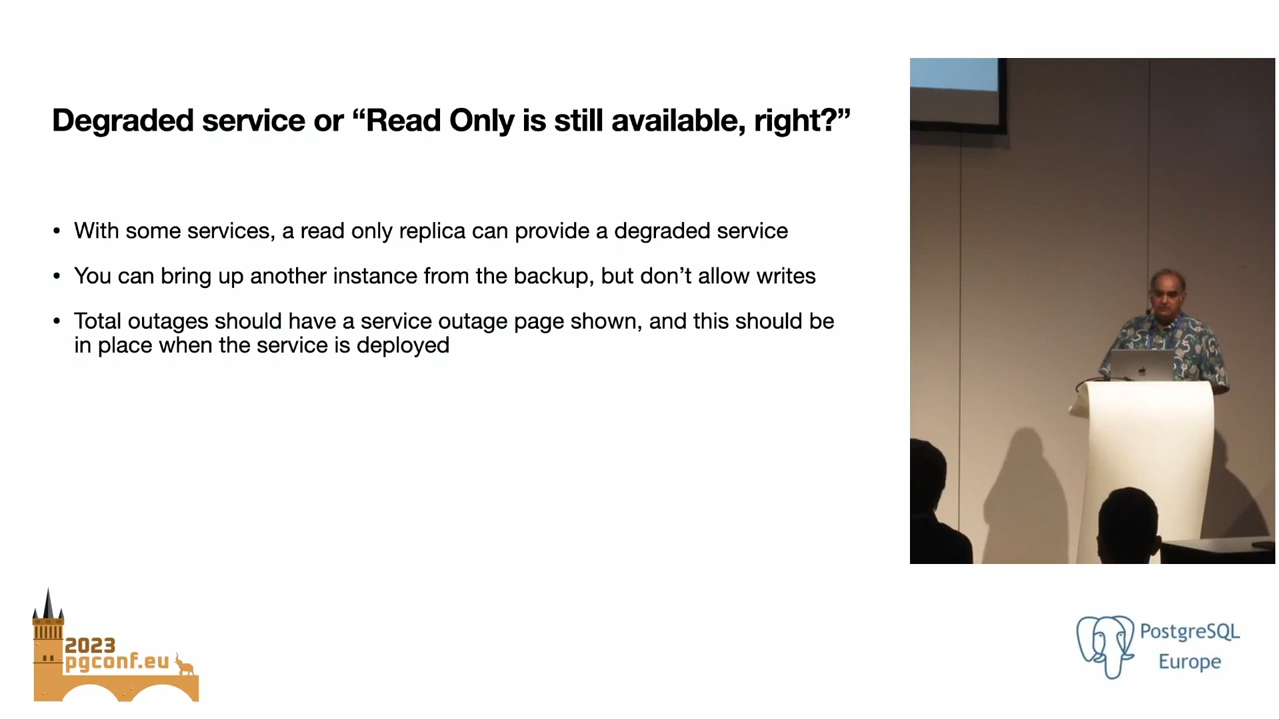 Degraded service or “Read Only is still available, right?”
• With some services, a read only replica can provide a degraded service
• You can bring up another instance from the backup, but don’t allow writes
• Total outages should have a service outage page shown, and this should be
in place when the service is deployed
2023
pgconf.eu
PostgreSQL
Europe